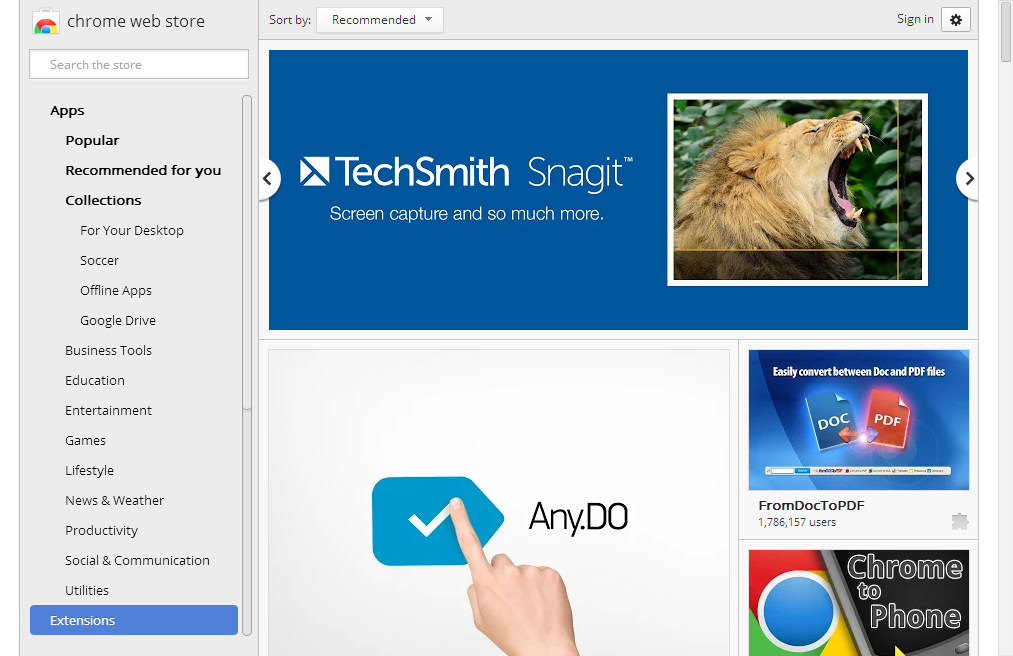 chrome web store
Search the store
Apps
Popular
Recommended for you
Collections
For Your Desktop
Soccer
Offline Apps
Google Drive
Business Tools
Education
Entertainment
Games
Lifestyle
News & Weather
Productivity
Social & Communication
Utilities
Extensions
Sort by: Recommended
Sign in
TechSmith Snagit™
Screen capture and so much more.
Any.DO
Easily convert between Doc and PDF files
DOC
PDF
FromDocToPDF
1,786,157 users
Chrome
to
Phone